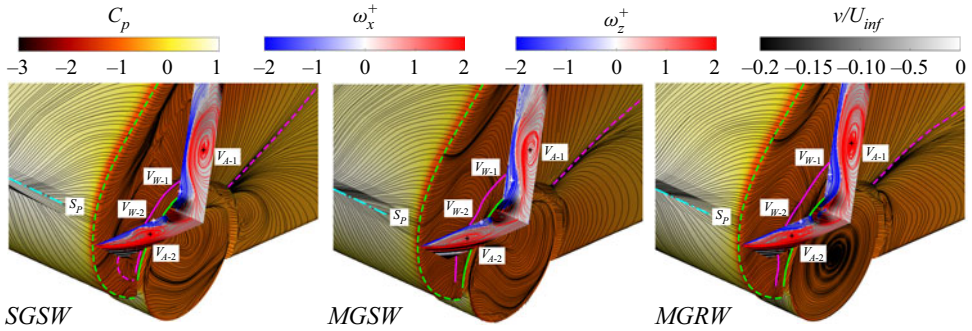 C_p ω_x^+ ω_z^+ v/U_inf
−3 −2 −1 0 1 −2 −1 0 1 2 −2 −1 0 1 2 −0.2 −0.15 −0.10 −0.5 0
V_A-1 V_A-1 V_A-1
V_W-1 V_W-1 V_W-1
S_P V_W-2 S_P V_W-2 S_P V_W-2
V_A-2 V_A-2 V_A-2
SGSW MGSW MGRW